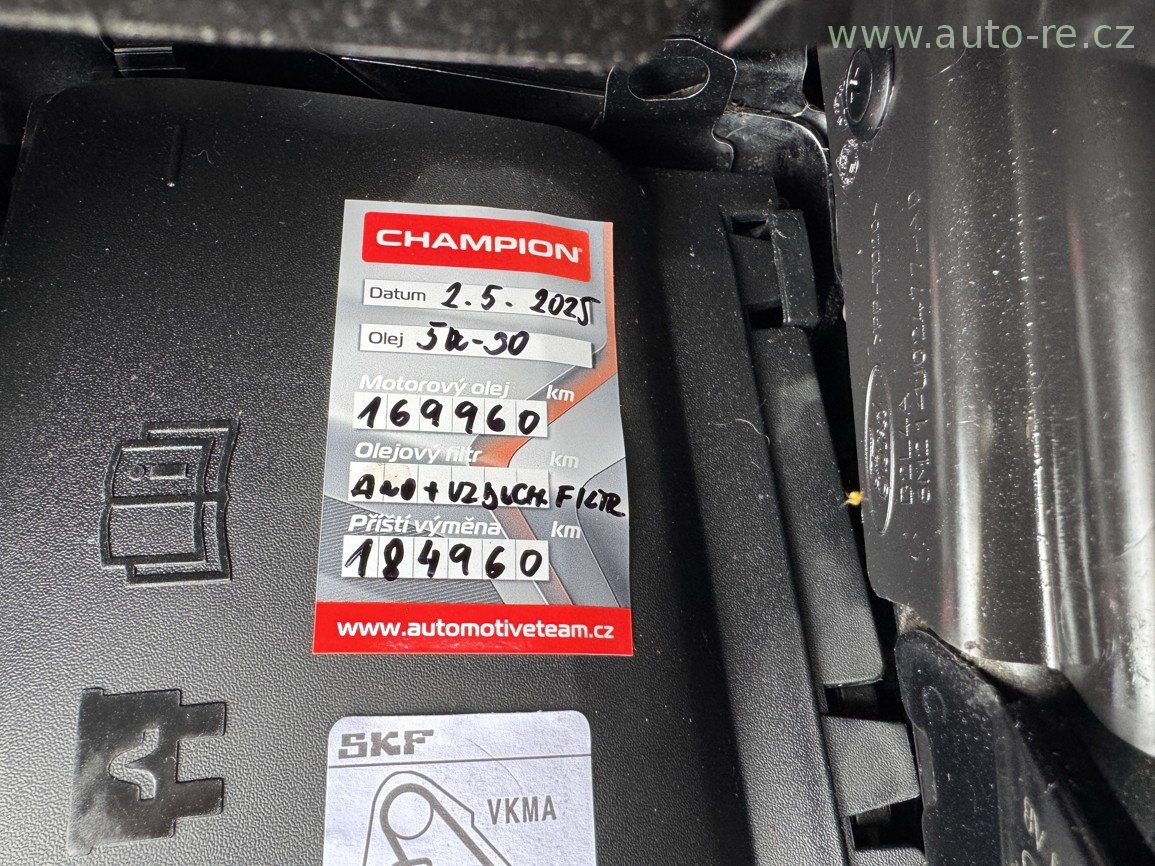 www.auto-re.cz
CHAMPION
Datum 2.5. 2025
Olej 5W-30
Motorový olej km
169960
Olejový filtr km
ANO + VZDUCH. FILTR
Příští výměna km
184960
www.automotiveteam.cz
SKF
VKMA